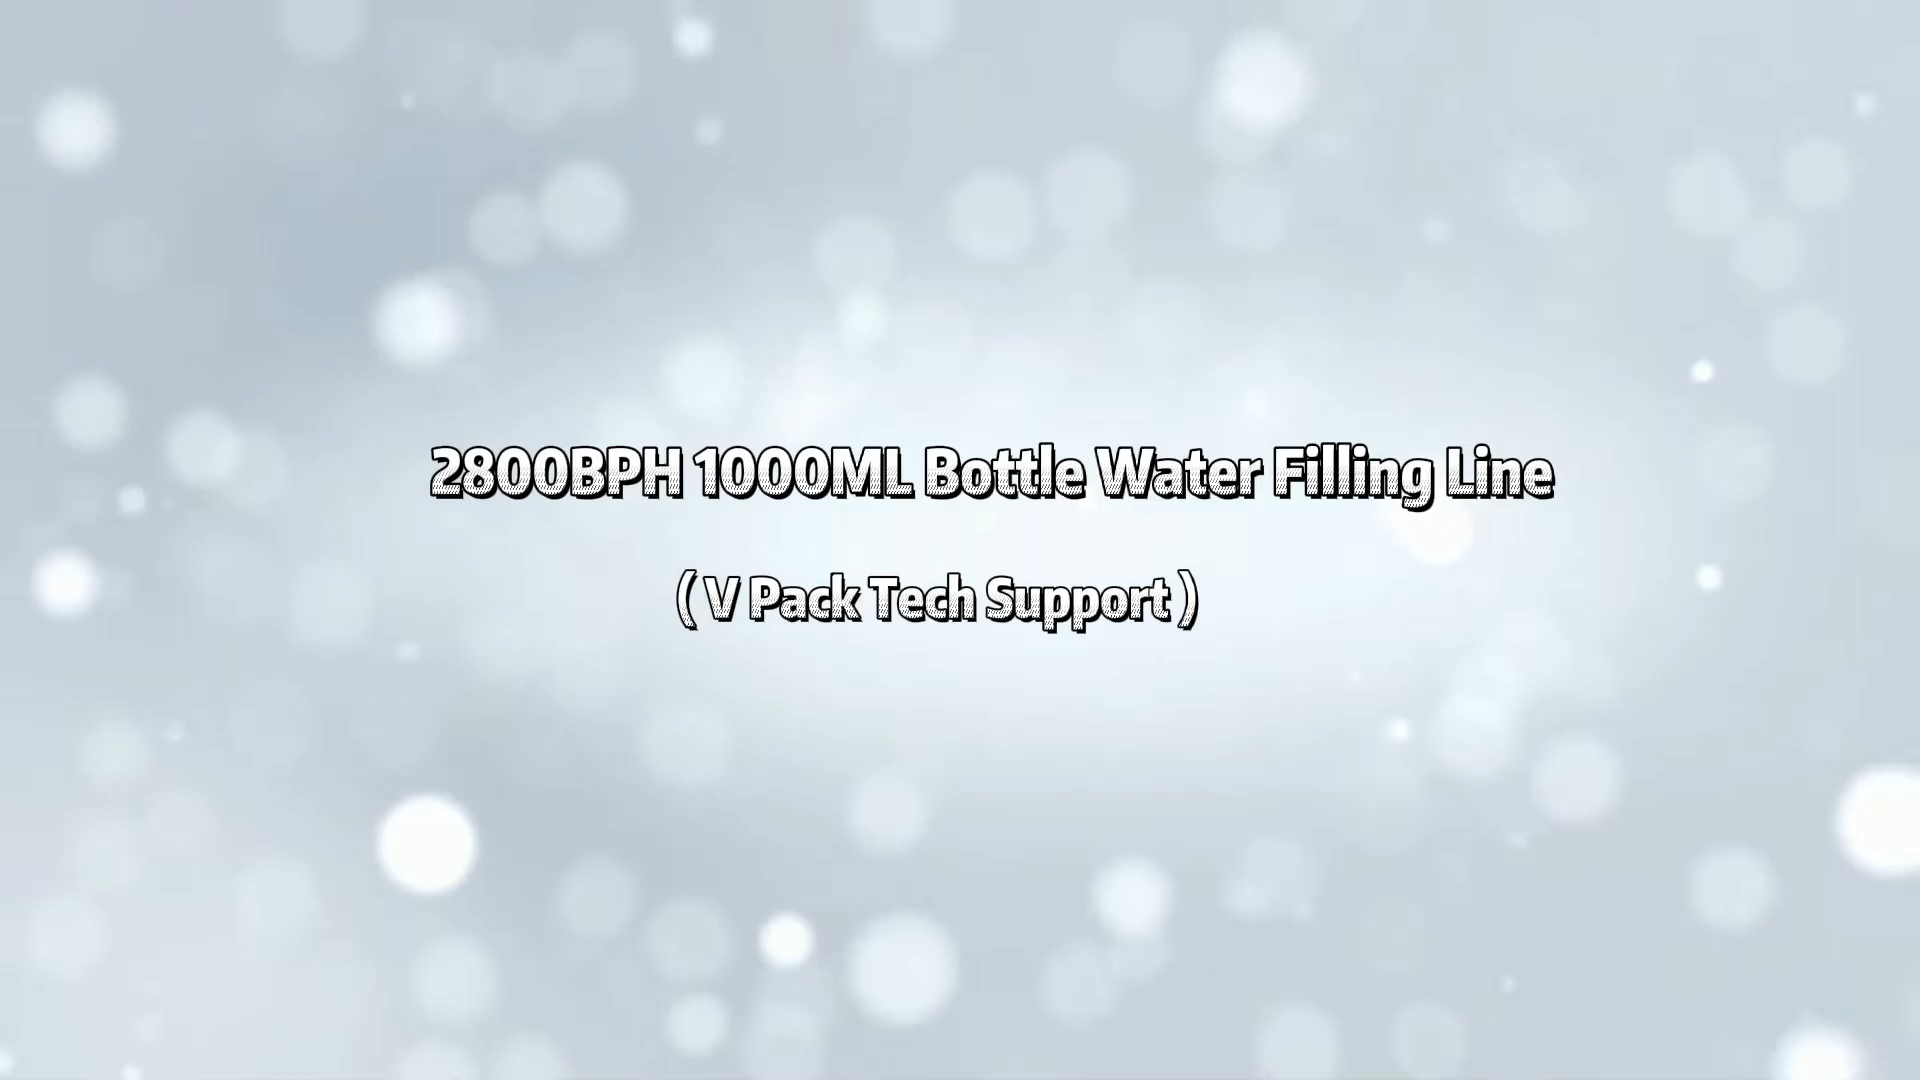 2800BPH 1000ML Bottle Water Filling Line
( V Pack Tech Support )